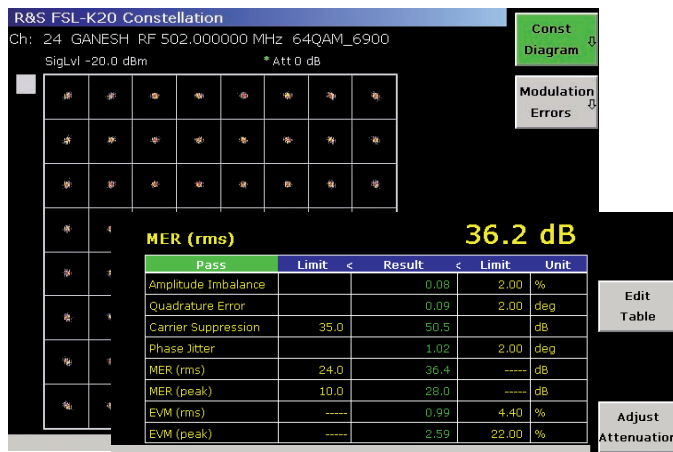 R&S FSL-K20 Constellation
Ch: 24 GANESH RF 502.000000 MHz 64QAM_6900
SigLvl -20.0 dBm * Att 0 dB
Const Diagram
Modulation Errors
MER (rms) 36.2 dB
Pass Limit < Result < Limit Unit
Amplitude Imbalance 0.08 2.00 %
Quadrature Error 0.09 2.00 deg
Carrier Suppression 35.0 50.5 dB
Phase Jitter 1.02 2.00 deg
MER (rms) 24.0 36.4 ----- dB
MER (peak) 10.0 28.0 ----- dB
EVM (rms) ----- 0.99 4.40 %
EVM (peak) ----- 2.59 22.00 %
Edit
Table
Adjust
Attenuation